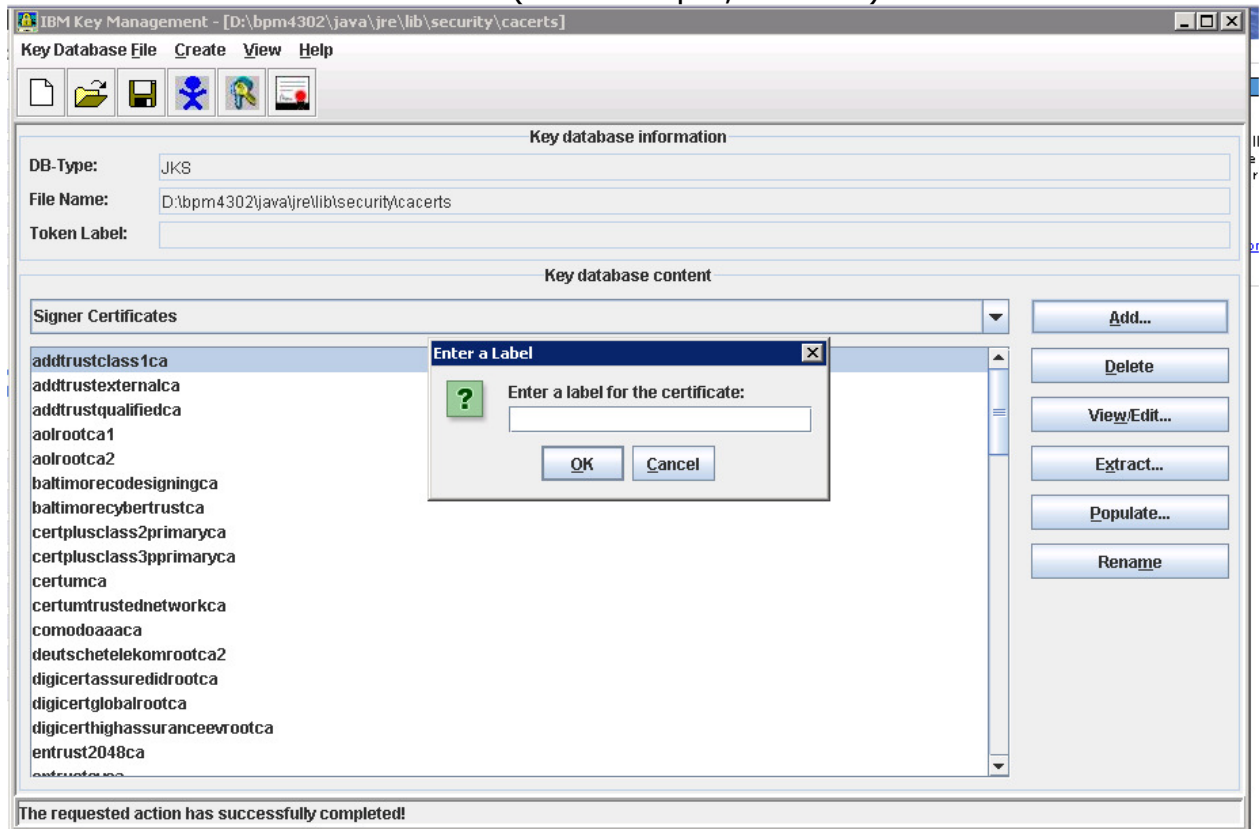 IBM Key Management - [D:\bpm4302\java\jre\lib\security\cacerts]
Key Database File Create View Help
Key database information
DB-Type: JKS
File Name: D:\bpm4302\java\jre\lib\security\cacerts
Token Label:
Key database content
Signer Certificates
Add...
addtrustclass1ca
Enter a Label
Delete
addtrustexternalca
Enter a label for the certificate:
addtrustqualifiedca
View/Edit...
aolrootca1
aolrootca2
OK Cancel
Extract...
baltimorecodesigningca
baltimorecybertrustca
Populate...
certplusclass2primaryca
certplusclass3pprimaryca
Rename
certumca
certumtrustednetworkca
comodoaaaca
deutschetelekomrootca2
digicertassuredidrootca
digicertglobalrootca
digicerthighassuranceevrootca
entrust2048ca
The requested action has successfully completed!